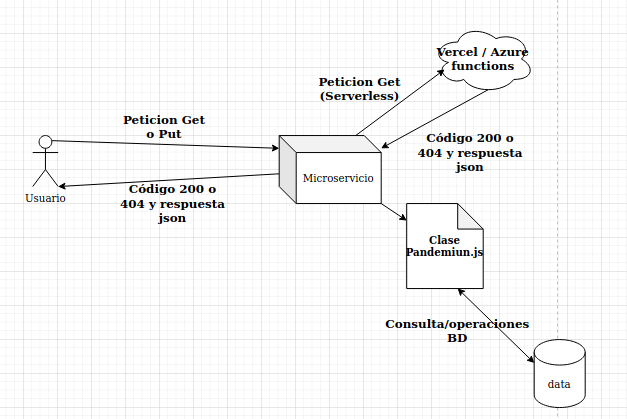 Vercel / Azure
functions
Peticion Get
(Serverless)
Peticion Get
o Put
Código 200 o
404 y respuesta
json
Microservicio
Usuario
Código 200 o
404 y respuesta
json
Clase
Pandemiun.js
Consulta/operaciones
BD
data